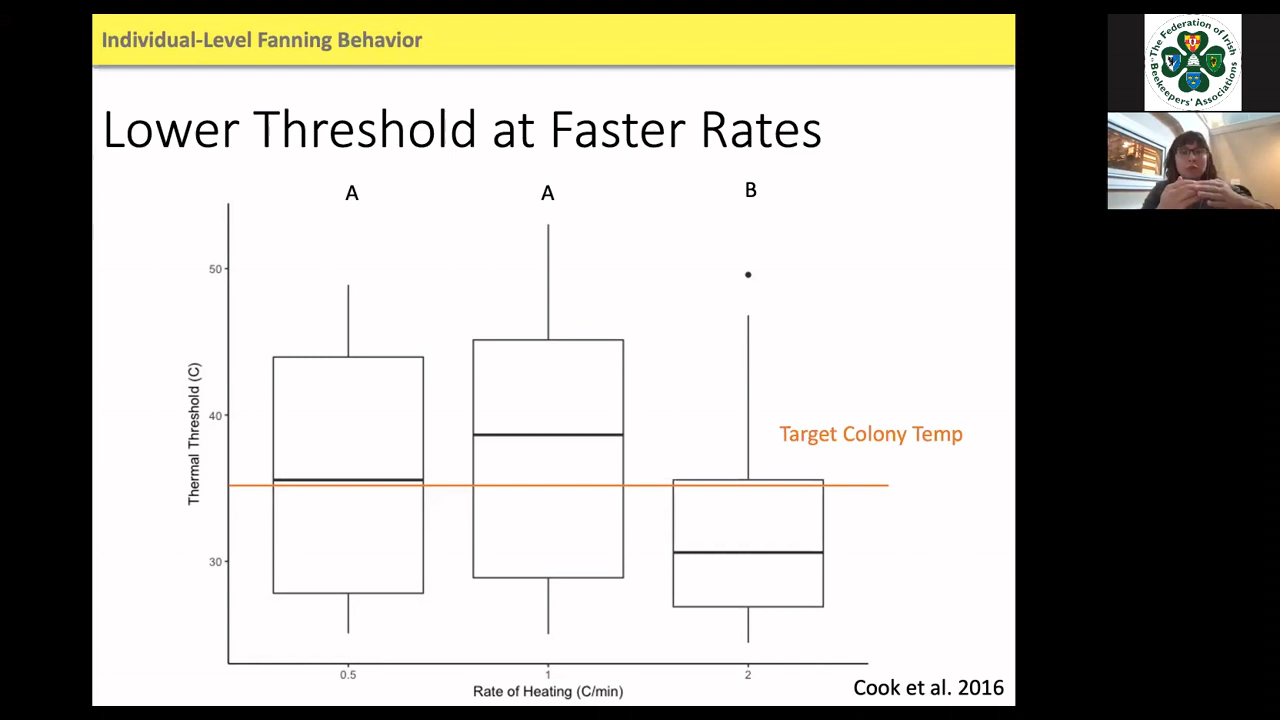 Individual-Level Fanning Behavior
Lower Threshold at Faster Rates
A
A
B
50
40
30
Thermal Threshold (C)
Target Colony Temp
0.5
1
2
Rate of Heating (C/min)
Cook et al. 2016
The Federation of Irish
Beekeepers' Associations